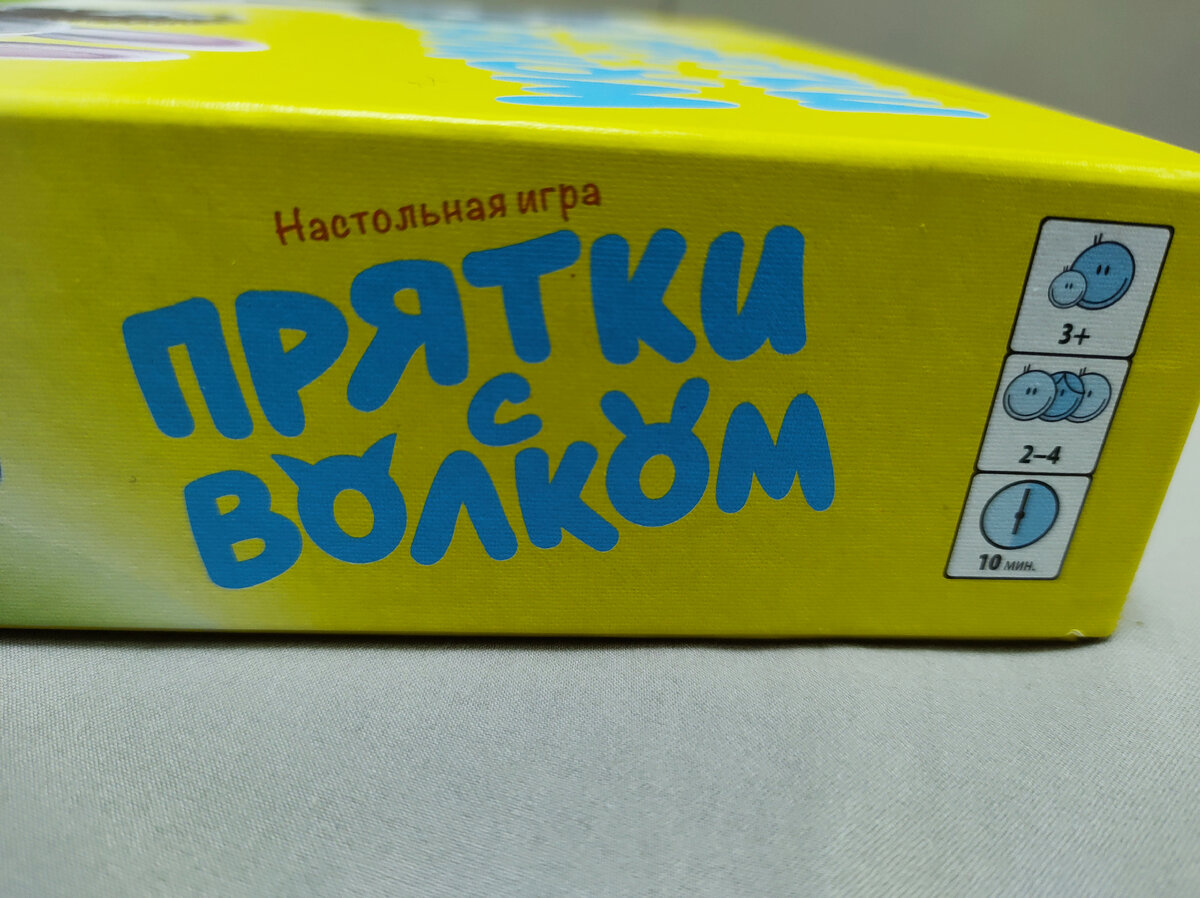 Настольная игра
ПРЯТКИ
С
ВОЛКОМ
3+
2–4
10 мин.